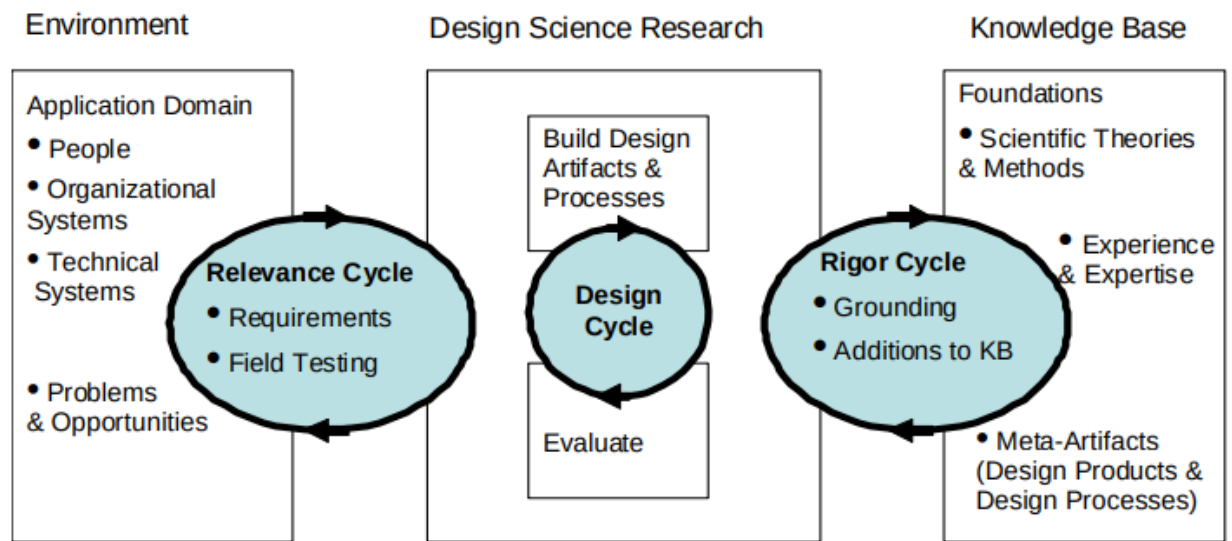 Environment
Design Science Research
Knowledge Base
Application Domain
• People
• Organizational
Systems
• Technical
Systems
• Problems
& Opportunities
Relevance Cycle
• Requirements
• Field Testing
Build Design
Artifacts &
Processes
Design
Cycle
Evaluate
Rigor Cycle
• Grounding
• Additions to KB
Foundations
• Scientific Theories
& Methods
• Experience
& Expertise
• Meta-Artifacts
(Design Products &
Design Processes)